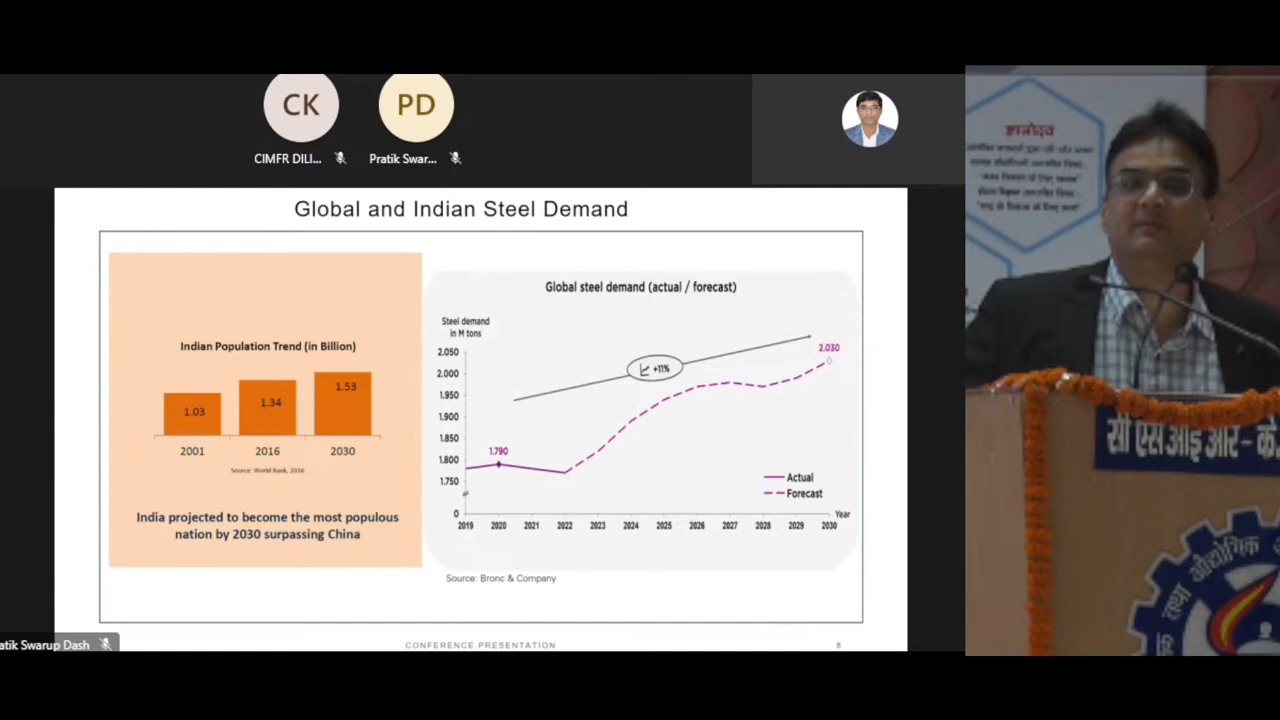 CK
PD
CIMFR DILI...
Pratik Swar...
Global and Indian Steel Demand
Indian Population Trend (in Billion)
1.03
1.34
1.53
2001
2016
2030
Source: World Bank, 2016
India projected to become the most populous
nation by 2030 surpassing China
Global steel demand (actual / forecast)
Steel demand
in M tons
2.050
2.000
1.950
1.900
1.850
1.800
1.750
0
1.790
+11%
2.030
Actual
Forecast
Year
2019
2020
2021
2022
2023
2024
2025
2026
2027
2028
2029
2030
Source: Bronc & Company
CONFERENCE PRESENTATION
8
atik Swarup Dash
ज्ञानोदय
सी एस आई आर – के
तथा औद्योगिक